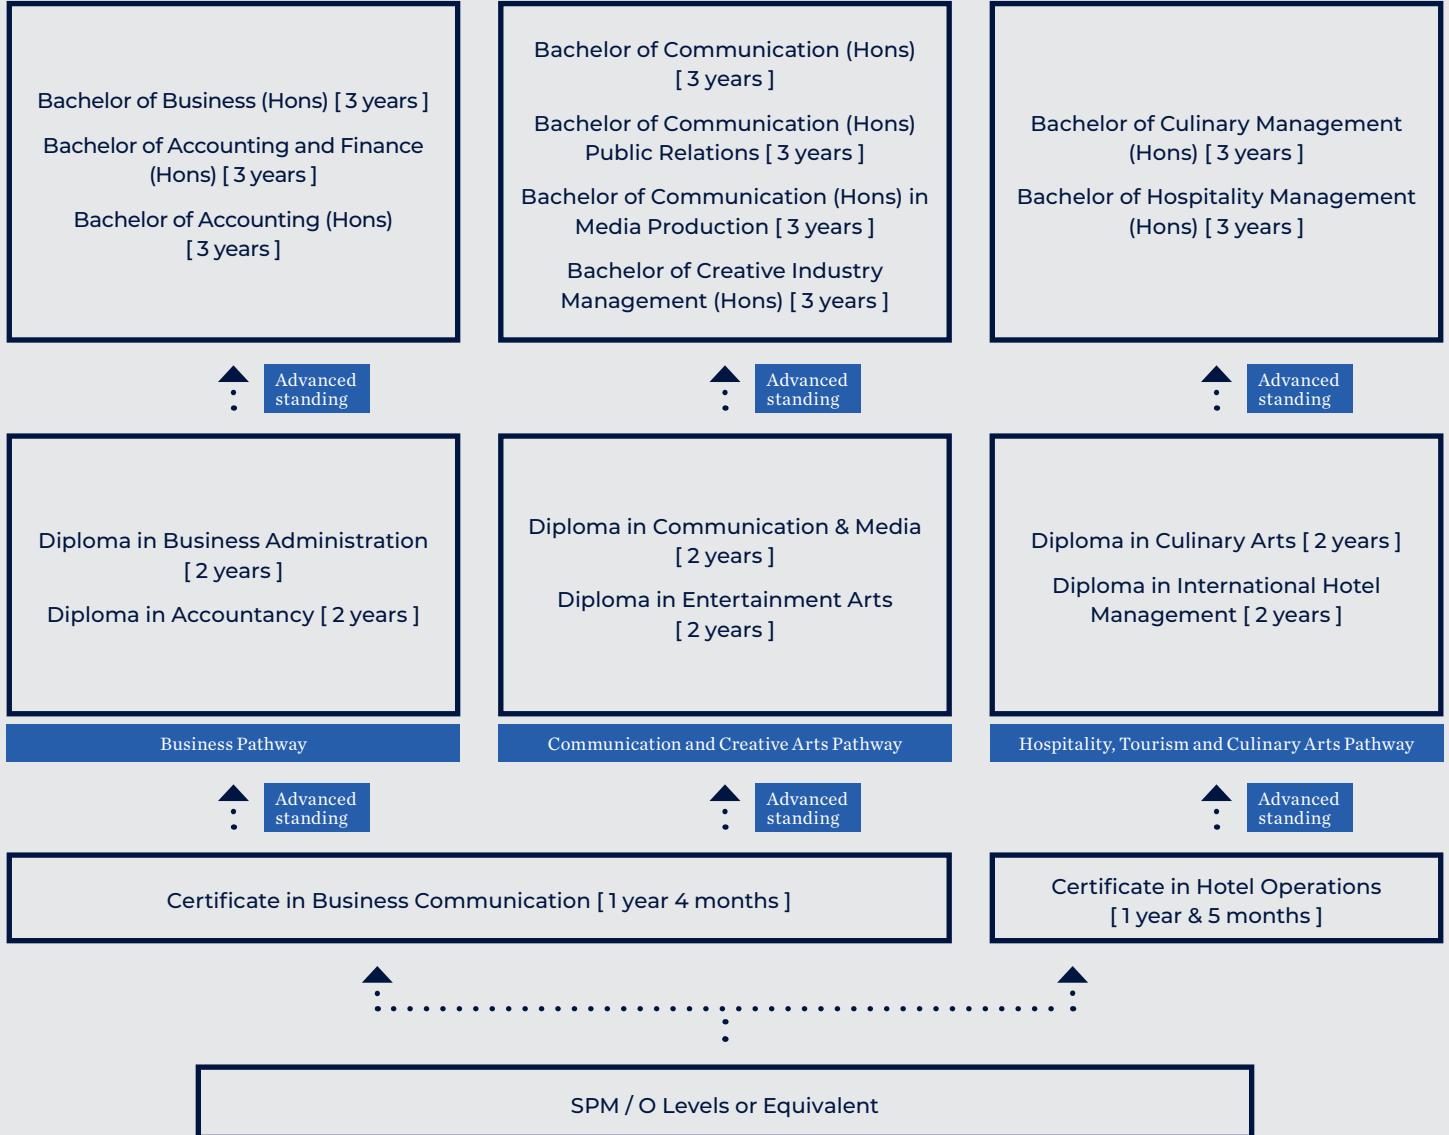 Bachelor of Business (Hons) [ 3 years ]
Bachelor of Accounting and Finance
(Hons) [ 3 years ]
Bachelor of Accounting (Hons)
[ 3 years ]
Bachelor of Communication (Hons)
[ 3 years ]
Bachelor of Communication (Hons)
Public Relations [ 3 years ]
Bachelor of Communication (Hons) in
Media Production [ 3 years ]
Bachelor of Creative Industry
Management (Hons) [ 3 years ]
Bachelor of Culinary Management
(Hons) [ 3 years ]
Bachelor of Hospitality Management
(Hons) [ 3 years ]
Advanced
standing
Advanced
standing
Advanced
standing
Diploma in Business Administration
[ 2 years ]
Diploma in Accountancy [ 2 years ]
Diploma in Communication & Media
[ 2 years ]
Diploma in Entertainment Arts
[ 2 years ]
Diploma in Culinary Arts [ 2 years ]
Diploma in International Hotel
Management [ 2 years ]
Business Pathway
Communication and Creative Arts Pathway
Hospitality, Tourism and Culinary Arts Pathway
Advanced
standing
Advanced
standing
Advanced
standing
Certificate in Business Communication [ 1 year 4 months ]
Certificate in Hotel Operations
[ 1 year & 5 months ]
SPM / O Levels or Equivalent